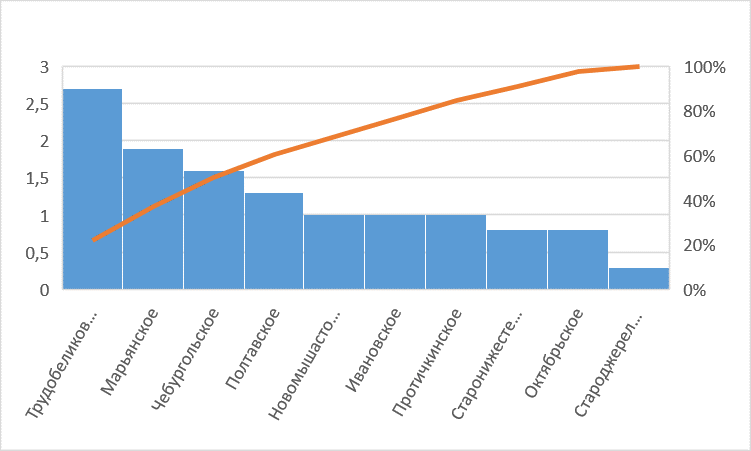 3
2,5
2
1,5
1
0,5
0
100%
80%
60%
40%
20%
0%
Трудобеликов...
Марьянское
Чебургольское
Полтавское
Новомышасто...
Ивановское
Протичкинское
Старонижесте...
Октябрьское
Староджерел...